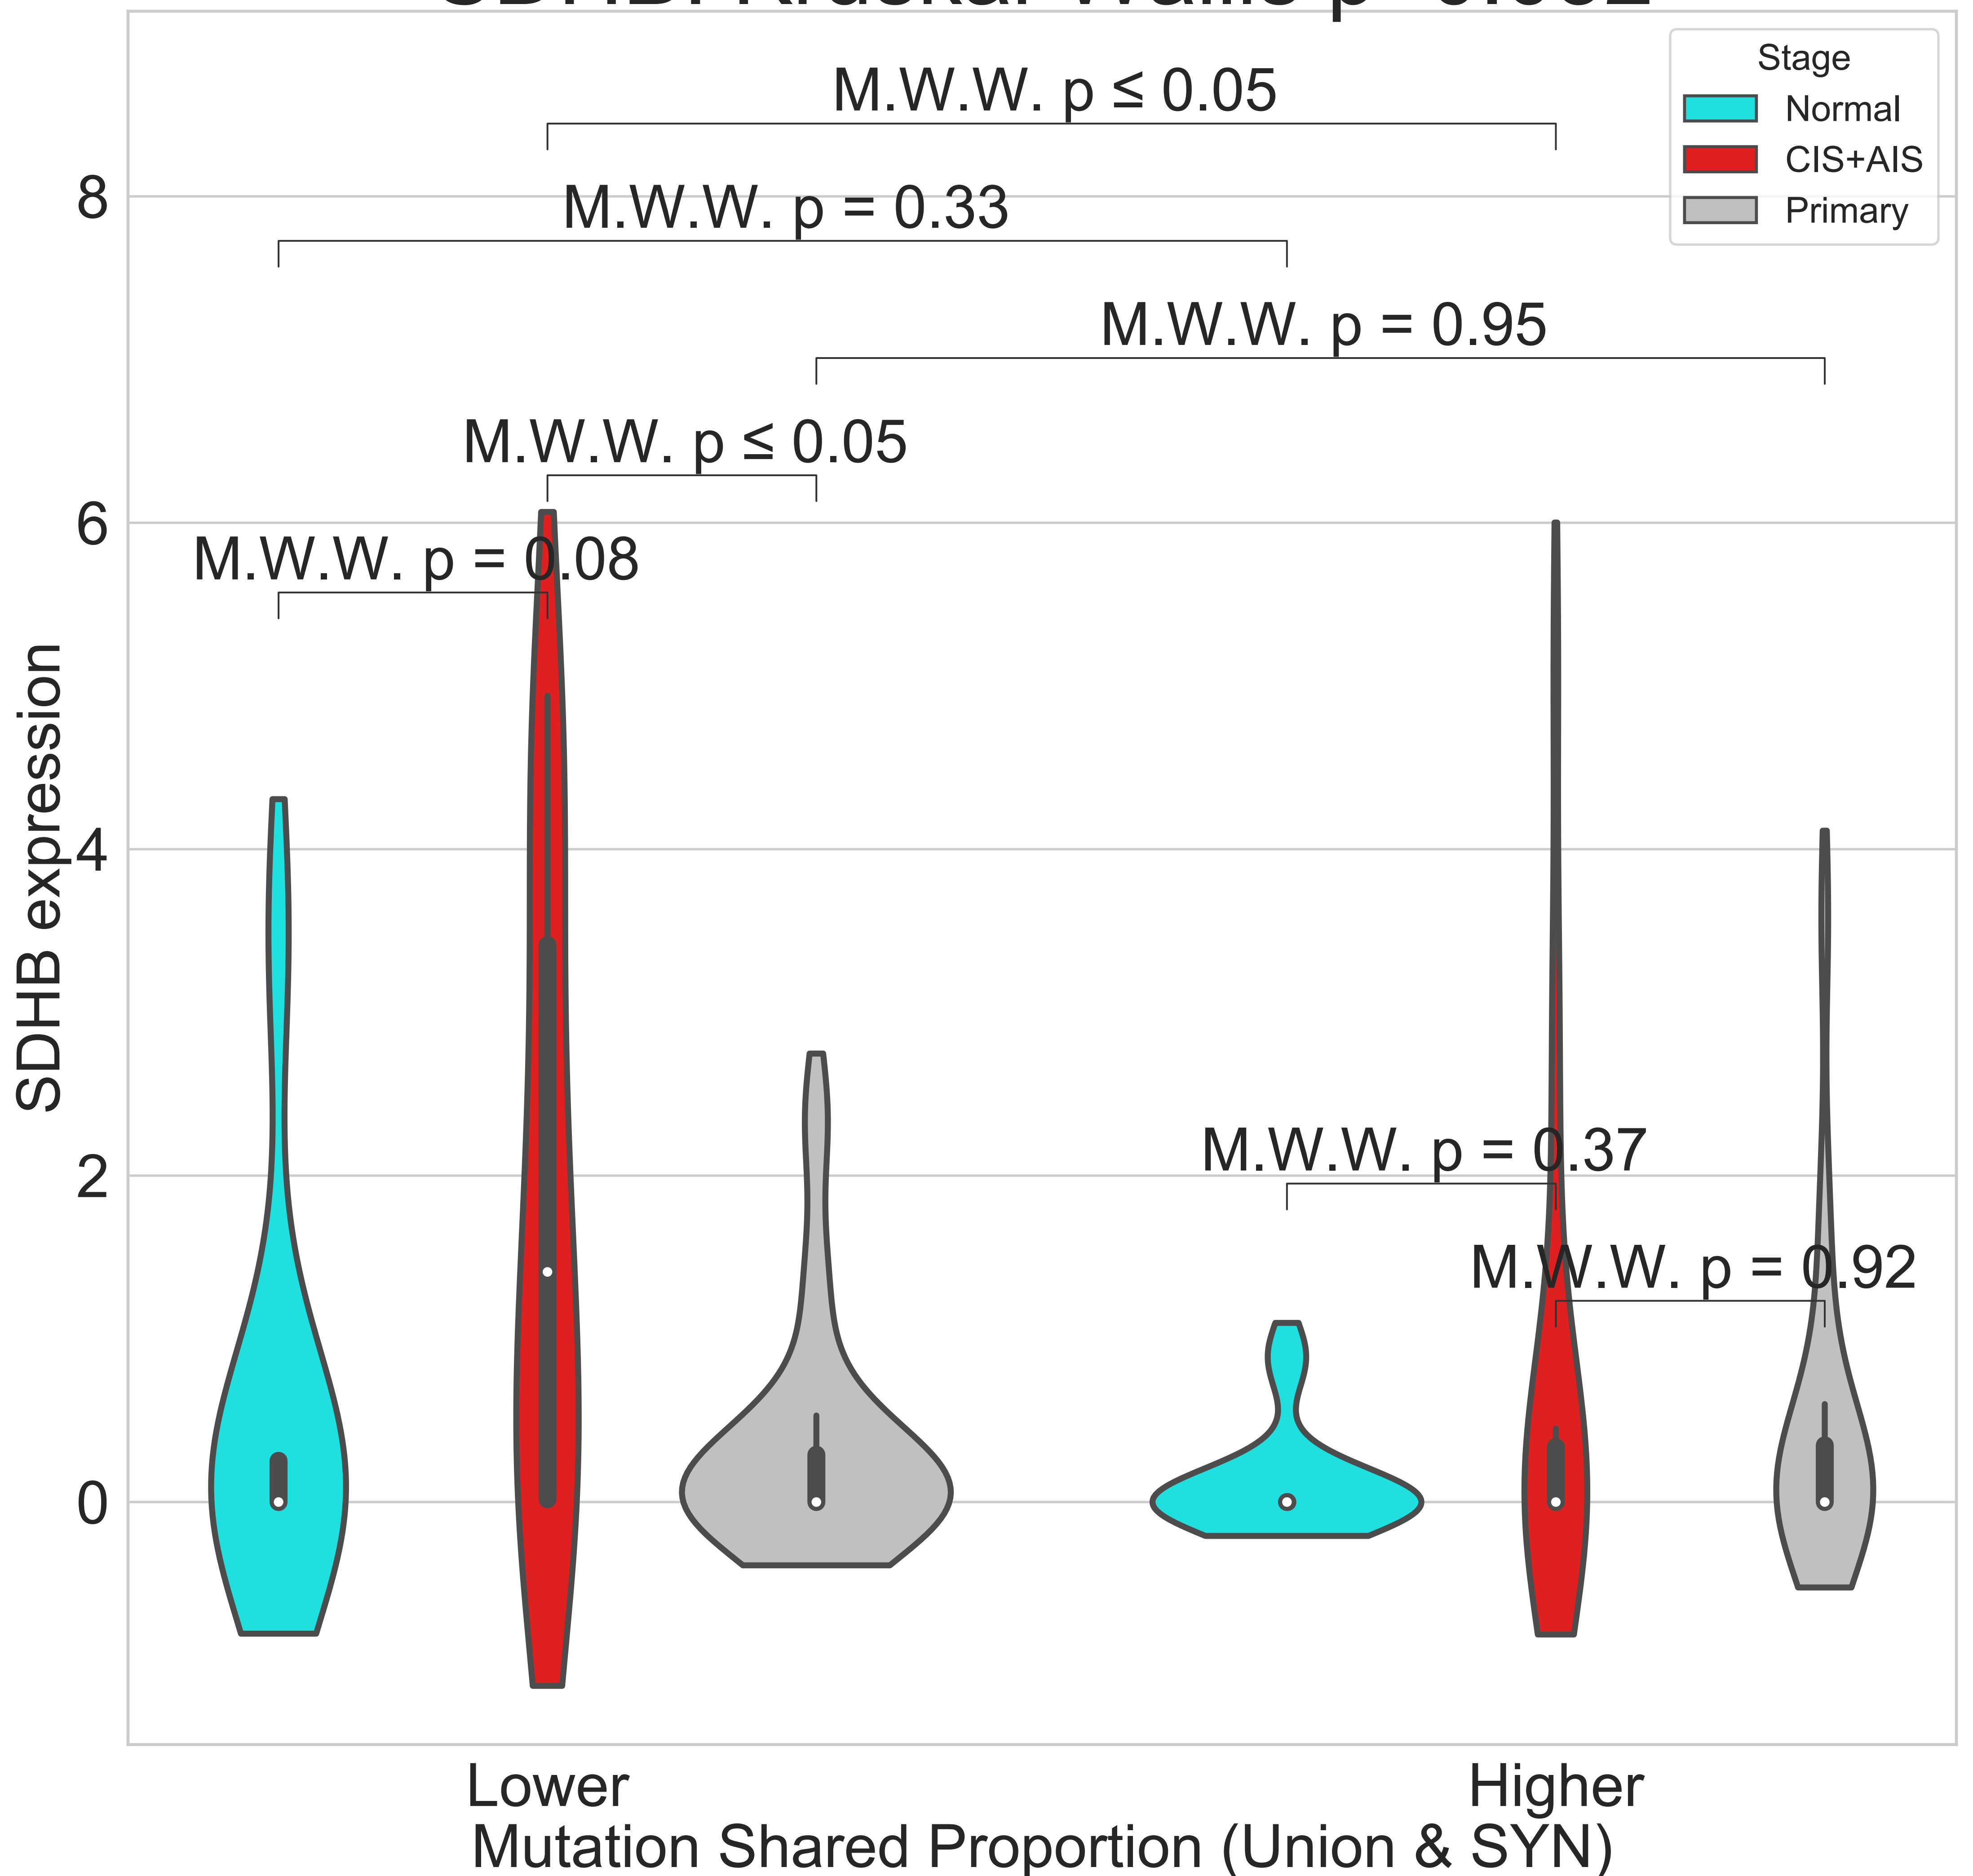 Stage
Normal
CIS+AIS
Primary
M.W.W. p ≤ 0.05
M.W.W. p = 0.33
M.W.W. p = 0.95
M.W.W. p ≤ 0.05
M.W.W. p = 0.08
M.W.W. p = 0.37
M.W.W. p = 0.92
8
6
4
2
0
SDHB expression
Lower
Higher
Mutation Shared Proportion (Union & SYN)